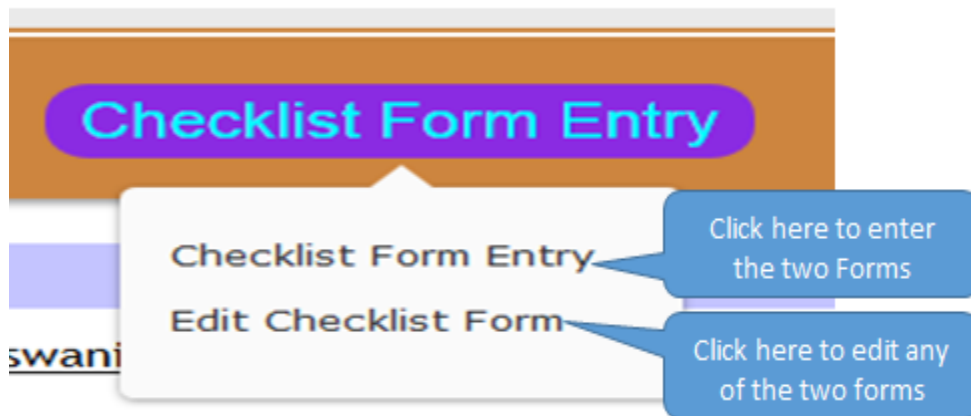 Checklist Form Entry
Checklist Form Entry
Click here to enter
the two Forms
Edit Checklist Form
swani
Click here to edit any
of the two forms